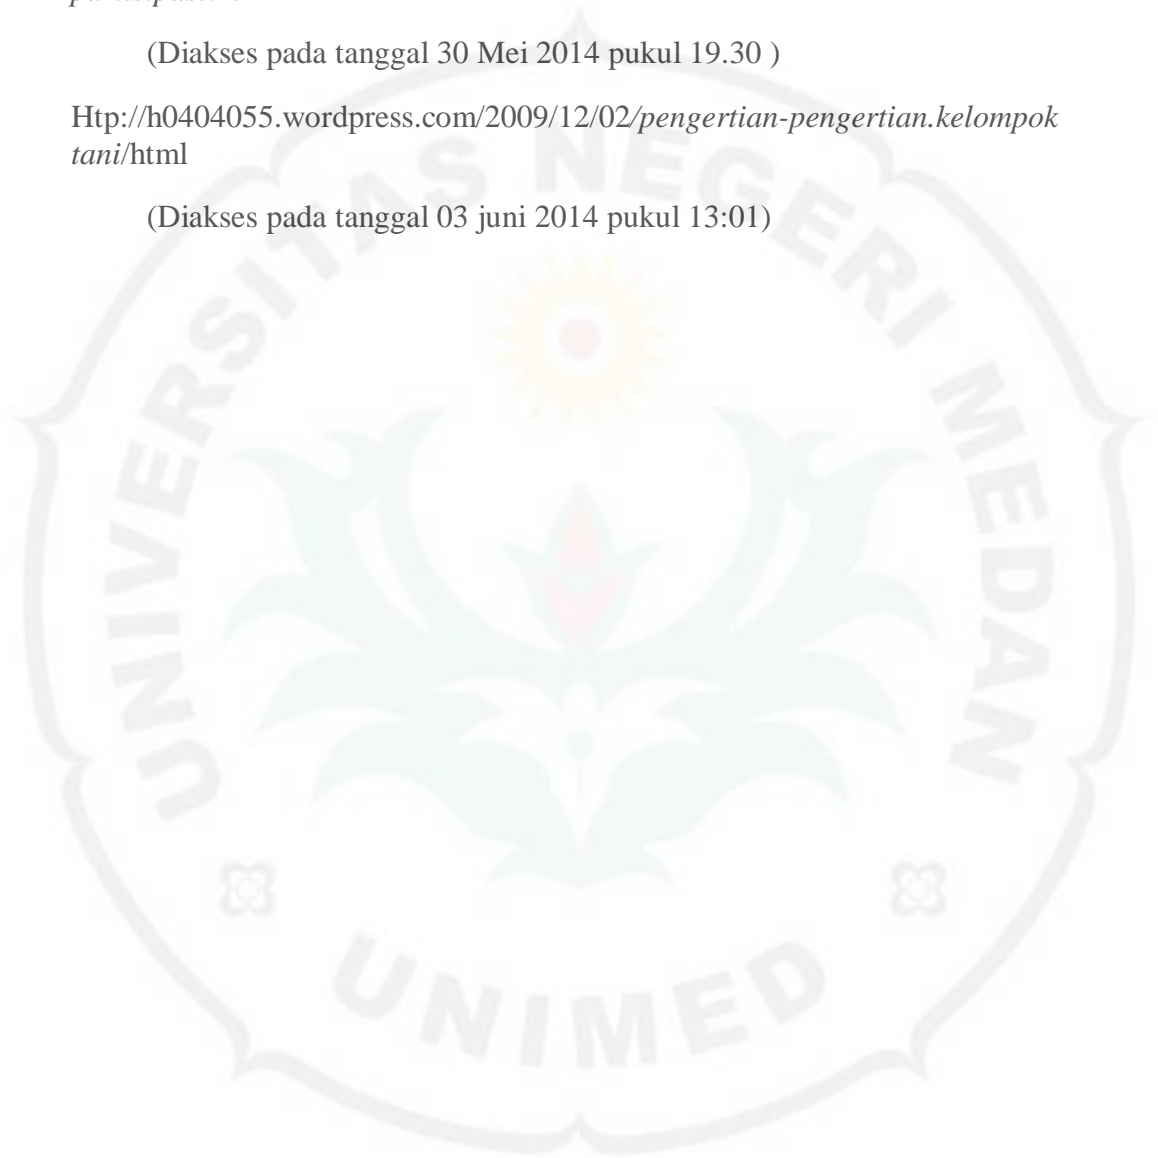 (Diakses pada tanggal 30 Mei 2014 pukul 19.30 )
Htp://h0404055.wordpress.com/2009/12/02/pengertian-pengertian.kelompok
tani/html
(Diakses pada tanggal 03 juni 2014 pukul 13:01)
UNIVERSITAS NEGERI MEDAN
UNIMED